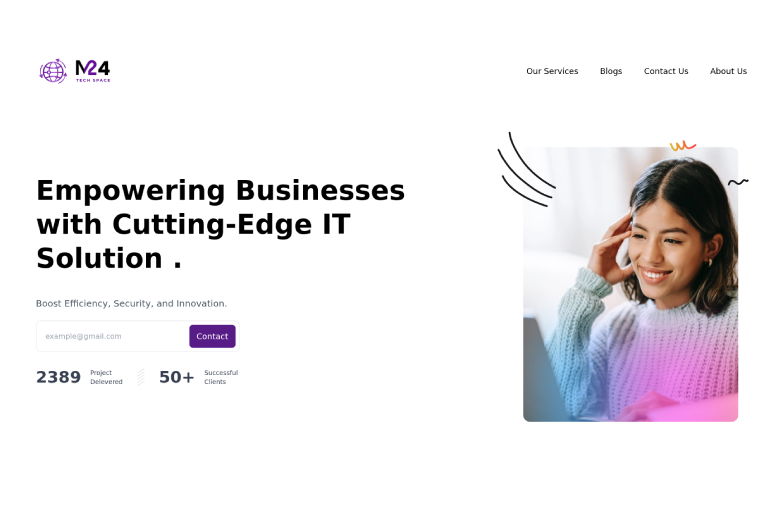 M24
TECH SPACE
Our Services
Blogs
Contact Us
About Us
Empowering Businesses
with Cutting-Edge IT
Solution .
Boost Efficiency, Security, and Innovation.
example@gmail.com
Contact
2389
Project
Delevered
50+
Successful
Clients